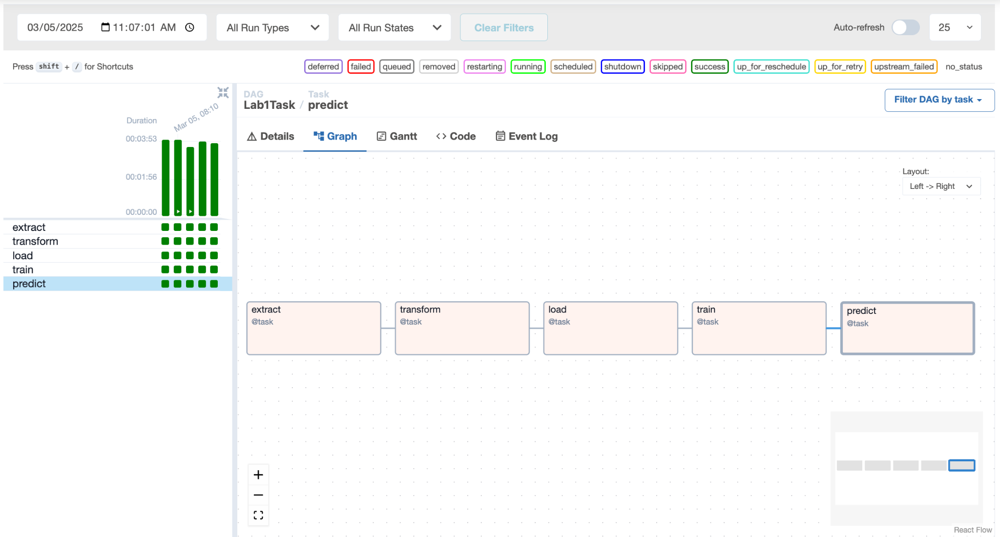 03/05/2025 11:07:01 AM All Run Types All Run States Clear Filters Auto-refresh 25
Press shift + / for Shortcuts deferred failed queued removed restarting running scheduled shutdown skipped success up_for_reschedule up_for_retry upstream_failed no_status
Duration
Mar 05, 08:10
00:03:53
00:01:56
00:00:00
extract
transform
load
train
predict
DAG Task
Lab1Task / predict
Filter DAG by task
Details Graph Gantt <> Code Event Log
Layout:
Left -> Right
extract
@task
transform
@task
load
@task
train
@task
predict
@task
React Flow